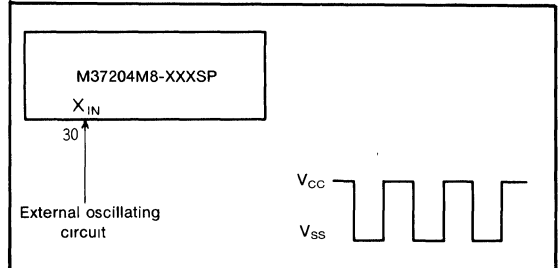 M37204M8-XXXSP
XIN
30
External oscillating
circuit
VCC
VSS